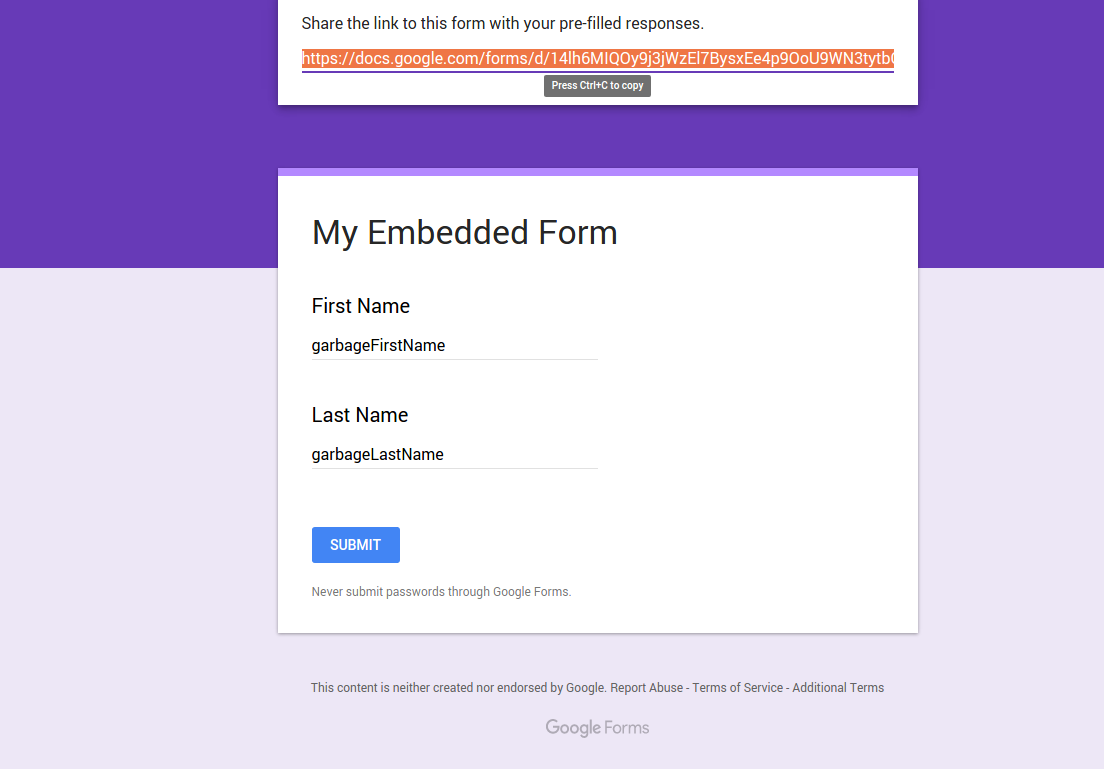 Share the link to this form with your pre-filled responses.
https://docs.google.com/forms/d/14lh6MIQOy9j3jWzEl7BysxEe4p9OoU9WN3tytb
Press Ctrl+C to copy
My Embedded Form
First Name
garbageFirstName
Last Name
garbageLastName
SUBMIT
Never submit passwords through Google Forms.
This content is neither created nor endorsed by Google. Report Abuse - Terms of Service - Additional Terms
Google Forms